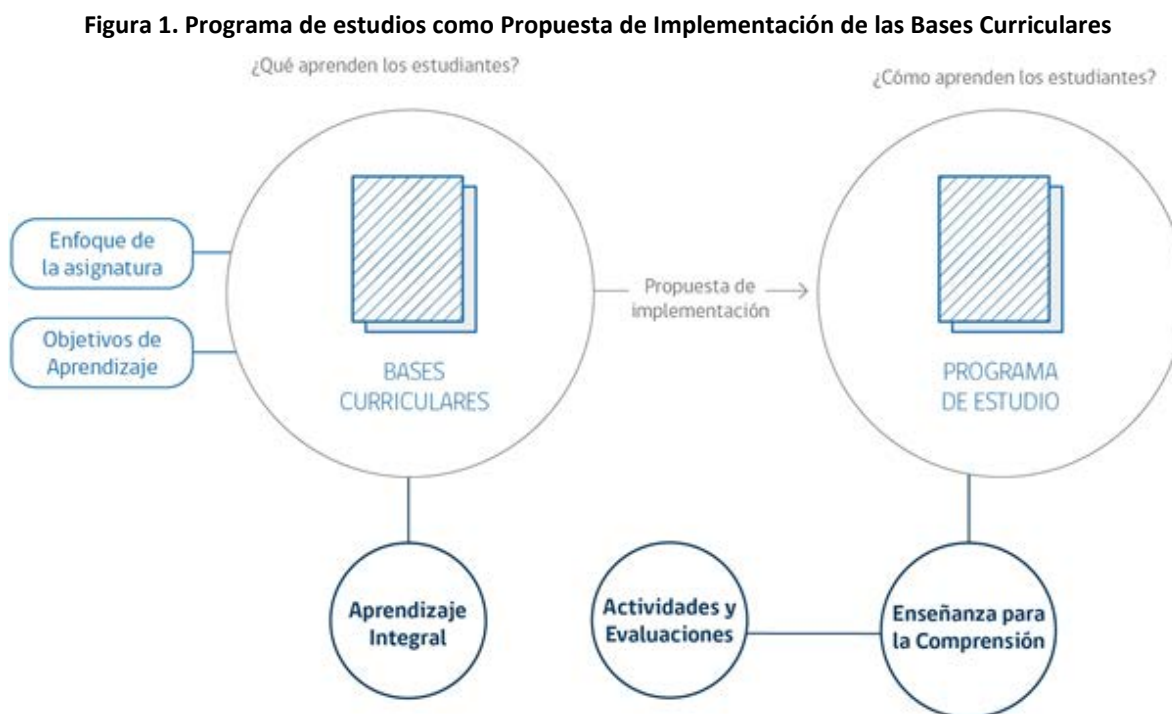 Figura 1. Programa de estudios como Propuesta de Implementación de las Bases Curriculares
¿Qué aprenden los estudiantes?
¿Cómo aprenden los estudiantes?
Enfoque de
la asignatura
Objetivos de
Aprendizaje
BASES
CURRICULARES
Propuesta de
implementación
PROGRAMA
DE ESTUDIO
Aprendizaje
Integral
Actividades y
Evaluaciones
Enseñanza para
la Comprensión